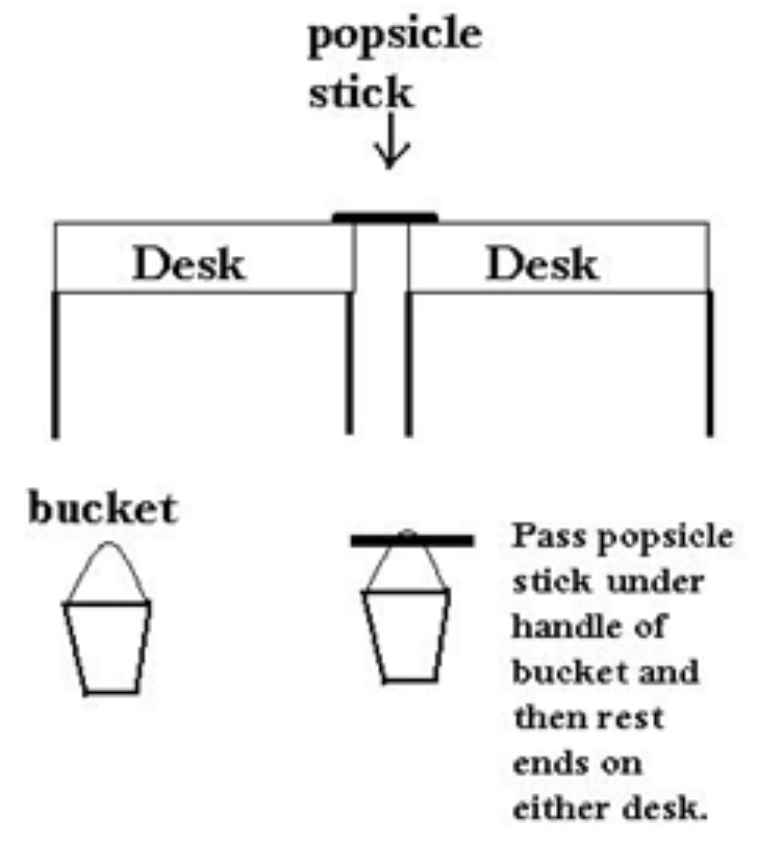 popsicle
stick
Desk
Desk
bucket
Pass popsicle
stick under
handle of
bucket and
then rest
ends on
either desk.